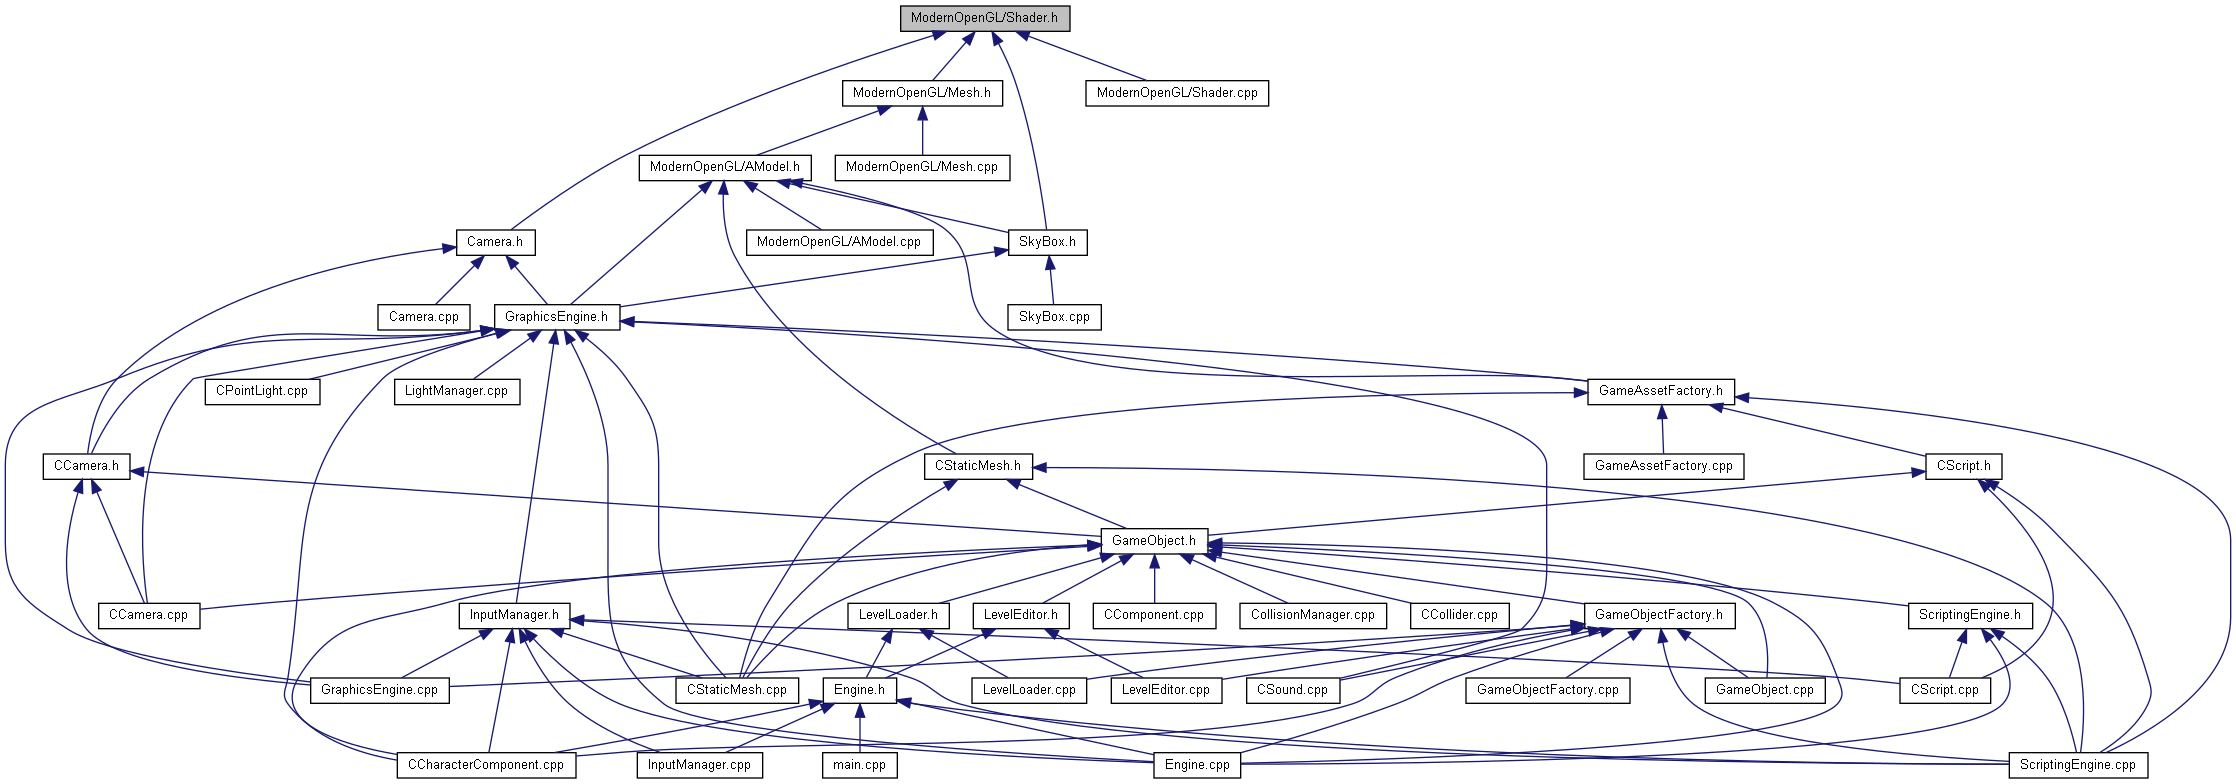 ModernOpenGL/Shader.h
ModernOpenGL/Mesh.h
ModernOpenGL/Shader.cpp
ModernOpenGL/AModel.h
ModernOpenGL/Mesh.cpp
Camera.h
ModernOpenGL/AModel.cpp
SkyBox.h
Camera.cpp
GraphicsEngine.h
SkyBox.cpp
CPointLight.cpp
LightManager.cpp
GameAssetFactory.h
CCamera.h
CStaticMesh.h
GameAssetFactory.cpp
CScript.h
GameObject.h
CCamera.cpp
InputManager.h
LevelLoader.h
LevelEditor.h
CComponent.cpp
CollisionManager.cpp
CCollider.cpp
GameObjectFactory.h
ScriptingEngine.h
GraphicsEngine.cpp
CStaticMesh.cpp
Engine.h
LevelLoader.cpp
LevelEditor.cpp
CSound.cpp
GameObjectFactory.cpp
GameObject.cpp
CScript.cpp
CCharacterComponent.cpp
InputManager.cpp
main.cpp
Engine.cpp
ScriptingEngine.cpp